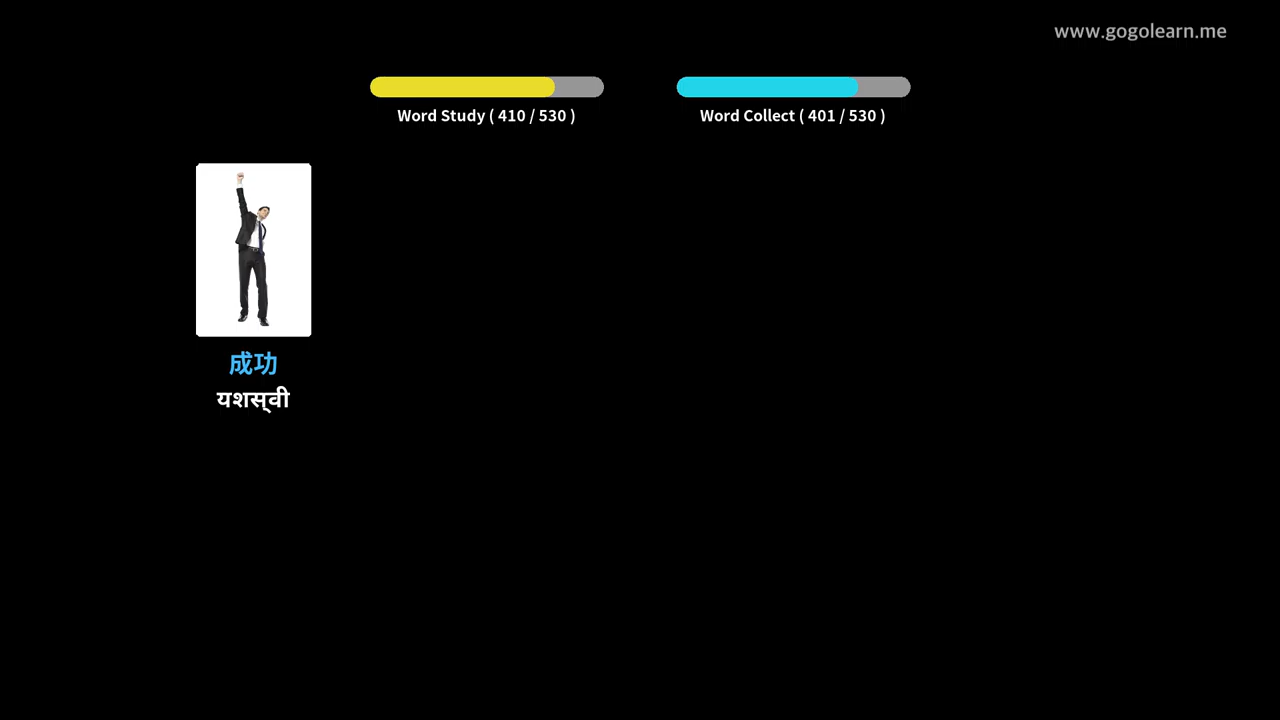 www.gogolearn.me
Word Study ( 410 / 530 )
Word Collect ( 401 / 530 )
成功
यशस्‌वी